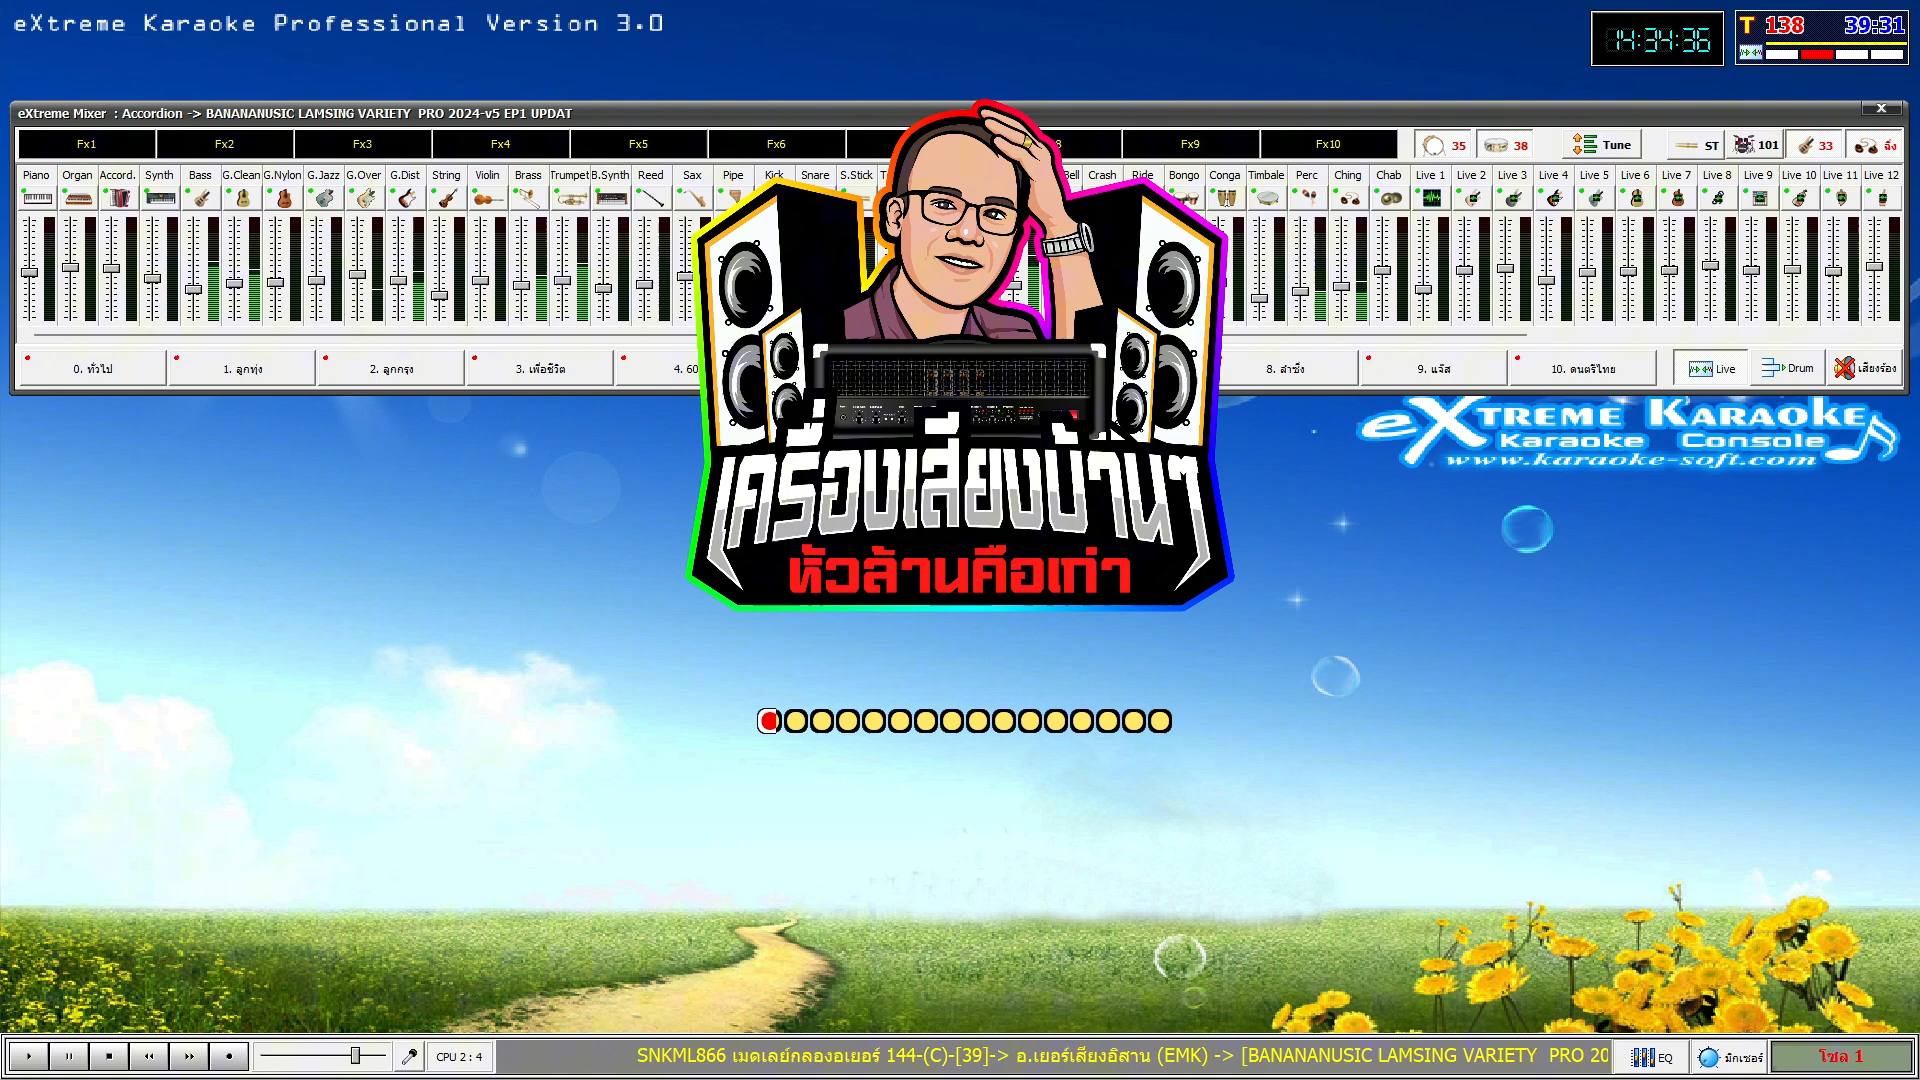 eXtreme Karaoke Professional Version 3.0
14:34:36
T 138 39:31
eXtreme Mixer : Accordion -> BANANANUSIC LAMSING VARIETY PRO 2024-v5 EP1 UPDAT
X
Fx1 Fx2 Fx3 Fx4 Fx5 Fx6 8 Fx9 Fx10 35 38 Tune ST 101 33 ฉิ่ง
Piano Organ Accord. Synth Bass G.Clean G.Nylon G.Jazz G.Over G.Dist String Violin Brass Trumpet B.Synth Reed Sax Pipe Kick Snare S.Stick Bell Crash Ride Bongo Conga Timbale Perc Ching Chab Live 1 Live 2 Live 3 Live 4 Live 5 Live 6 Live 7 Live 8 Live 9 Live 10 Live 11 Live 12
0. ทั่วไป 1. ลูกทุ่ง 2. ลูกกรุง 3. เพื่อชีวิต 4. 60 8. ลำซิ่ง 9. แจ๊ส 10. ดนตรีไทย Live Drum เสียงร้อง
eXtreme Karaoke
Karaoke Console
www.karaoke-soft.com
เครื่องเสียงบ้านๆ
หัวล้านคือเก่า
CPU 2 : 4 SNKML866 เมดเลย์กลองอเยอร์ 144-(C)-[39]-> อ.เยอร์เสียงอิสาน (EMK) -> [BANANANUSIC LAMSING VARIETY PRO 20 EQ มิกเซอร์ โซล 1